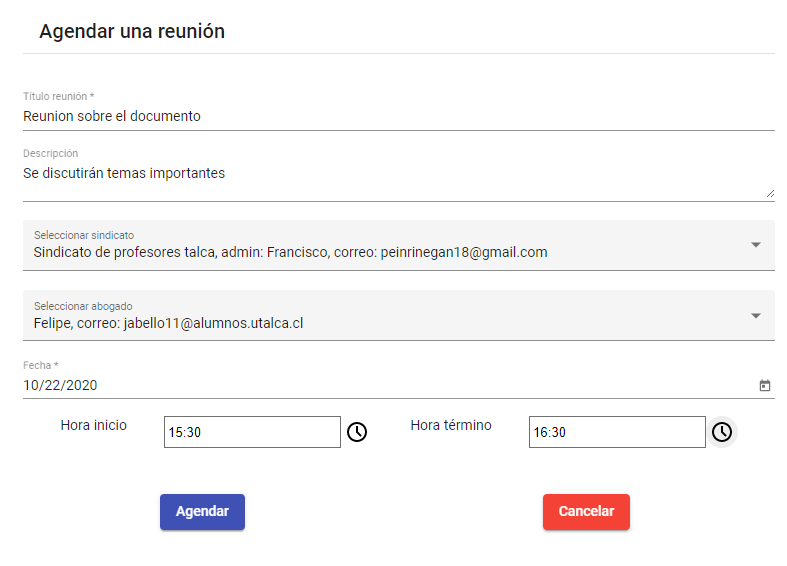 Agendar una reunión
Título reunión *
Reunion sobre el documento
Descripción
Se discutirán temas importantes
Seleccionar sindicato
Sindicato de profesores talca, admin: Francisco, correo: peinrinegan18@gmail.com
Seleccionar abogado
Felipe, correo: jabello11@alumnos.utalca.cl
Fecha *
10/22/2020
Hora inicio 15:30 Hora término 16:30
Agendar Cancelar